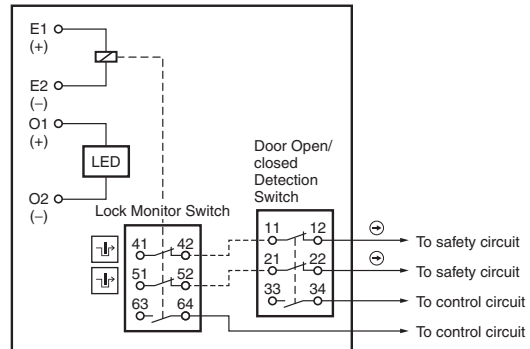 E1
(+)
E2
(−)
O1
(+)
LED
O2
(−)
Door Open/
closed
Detection
Switch
Lock Monitor Switch
41 42
51 52
63 64
11 12
21 22
33 34
To safety circuit
To safety circuit
To control circuit
To control circuit